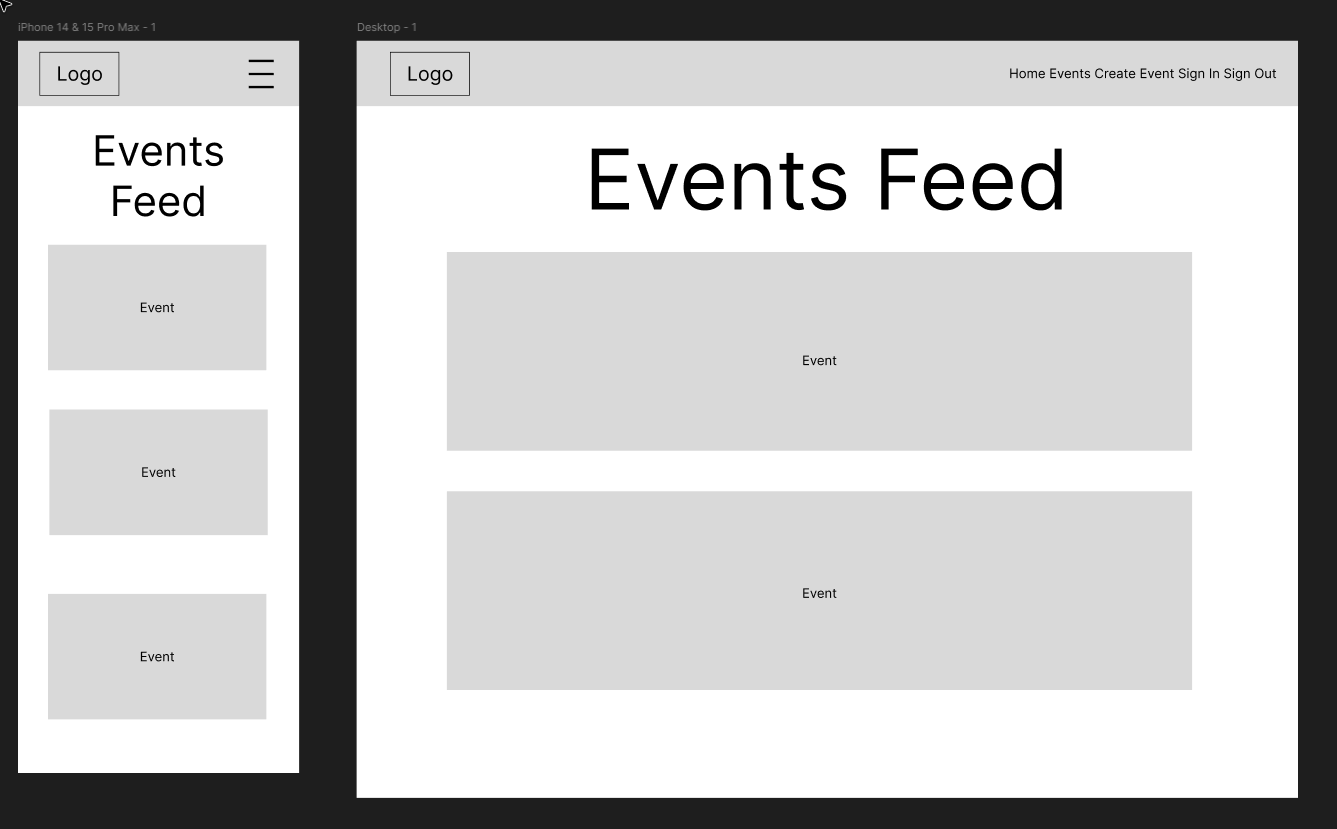 iPhone 14 & 15 Pro Max - 1
Logo
Events
Feed
Event
Event
Event
Desktop - 1
Logo
Home Events Create Event Sign In Sign Out
Events Feed
Event
Event